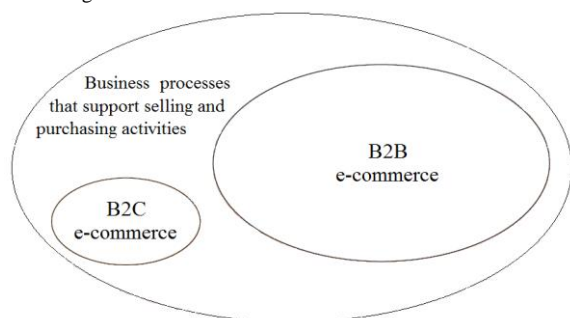 Business processes
that support selling and
purchasing activities
B2B
e-commerce
B2C
e-commerce